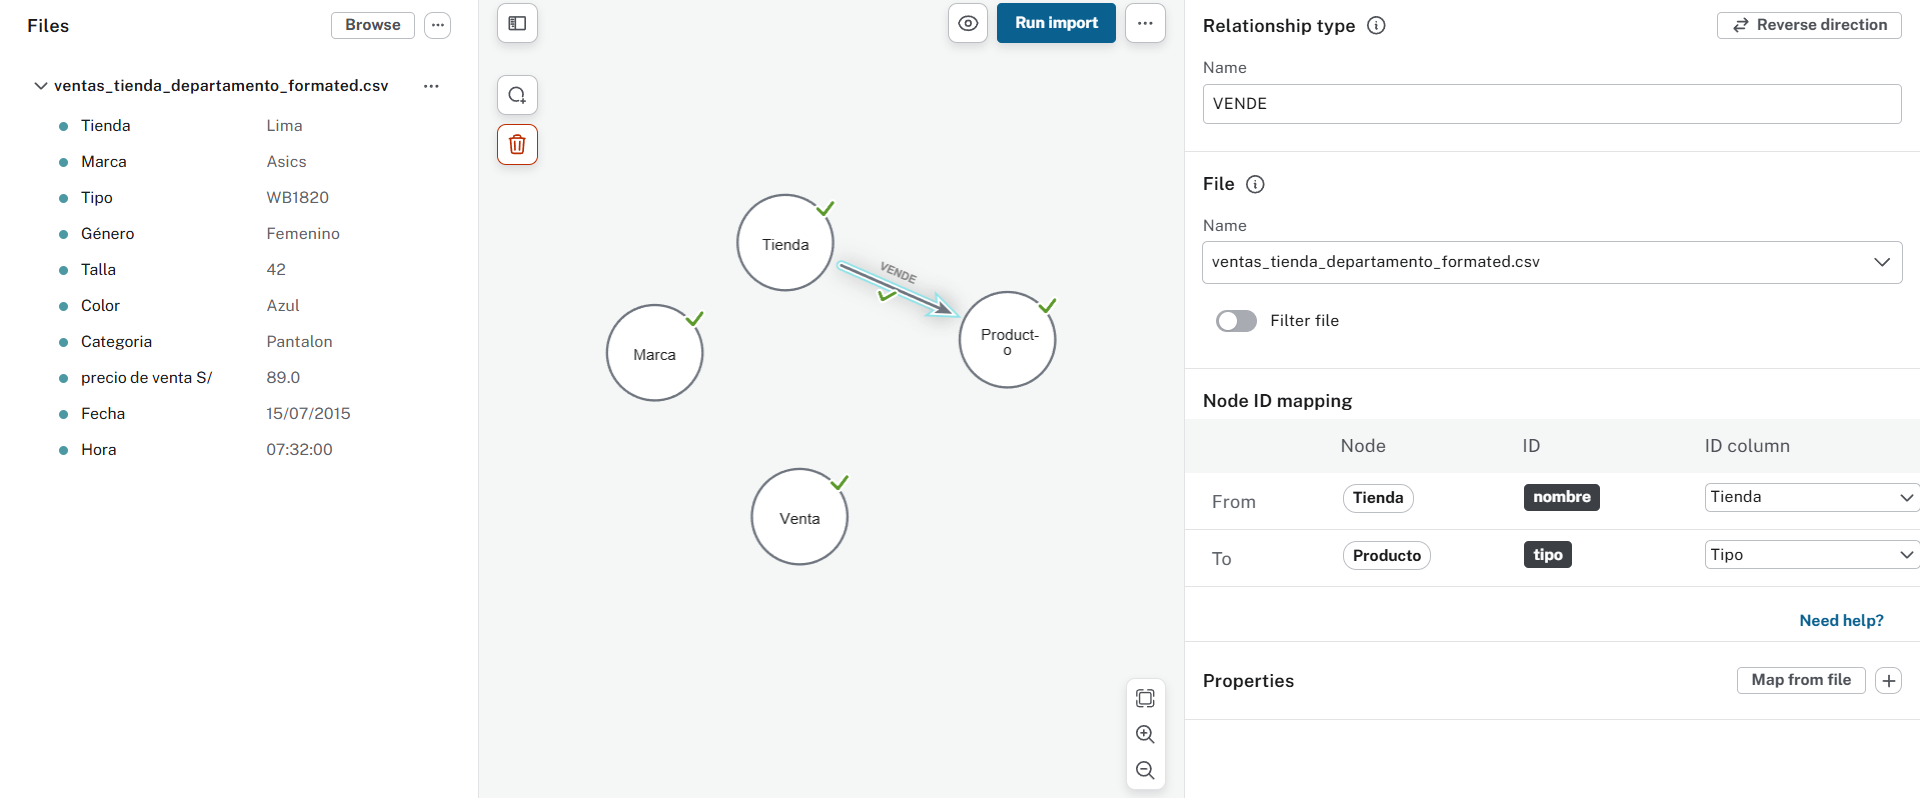 Files
Browse
ventas_tienda_departamento_formated.csv
Tienda Lima
Marca Asics
Tipo WB1820
Género Femenino
Talla 42
Color Azul
Categoria Pantalon
precio de venta S/ 89.0
Fecha 15/07/2015
Hora 07:32:00
Run import
Tienda
VENDE
Product-
o
Marca
Venta
Relationship type
Reverse direction
Name
VENDE
File
Name
ventas_tienda_departamento_formated.csv
Filter file
Node ID mapping
Node ID ID column
From Tienda nombre Tienda
To Producto tipo Tipo
Need help?
Properties
Map from file